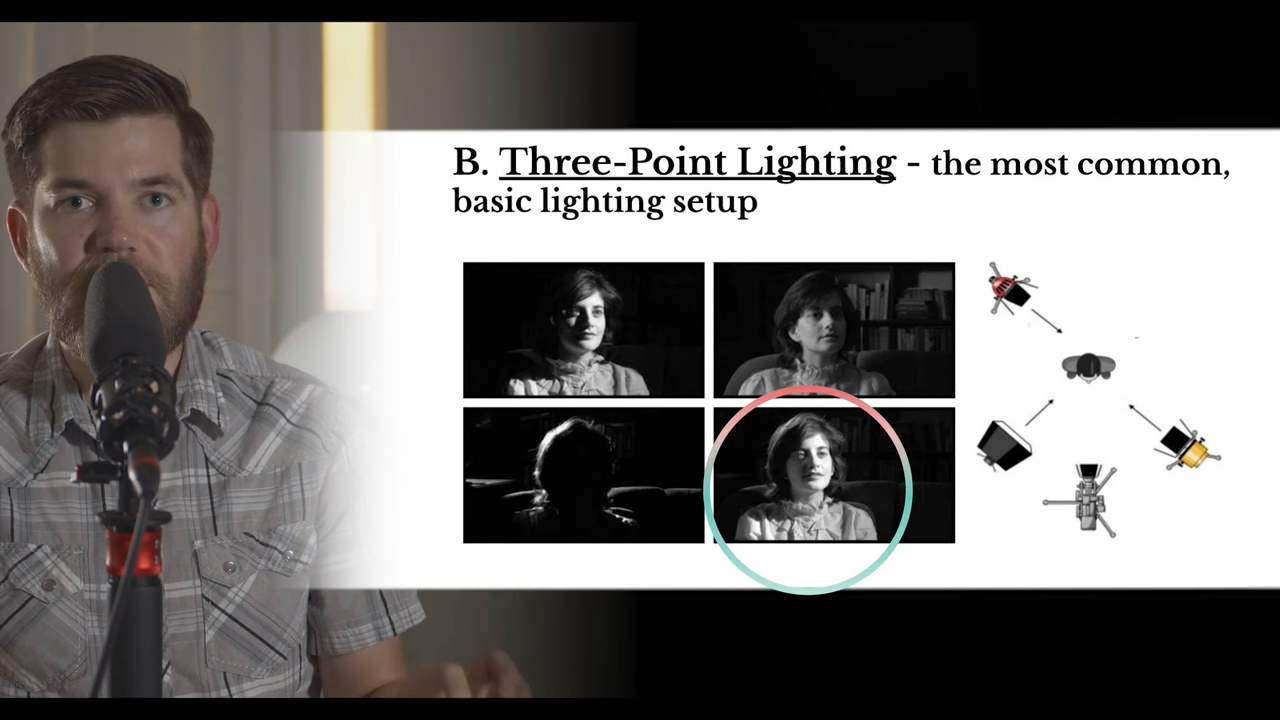 B. Three-Point Lighting - the most common,
basic lighting setup